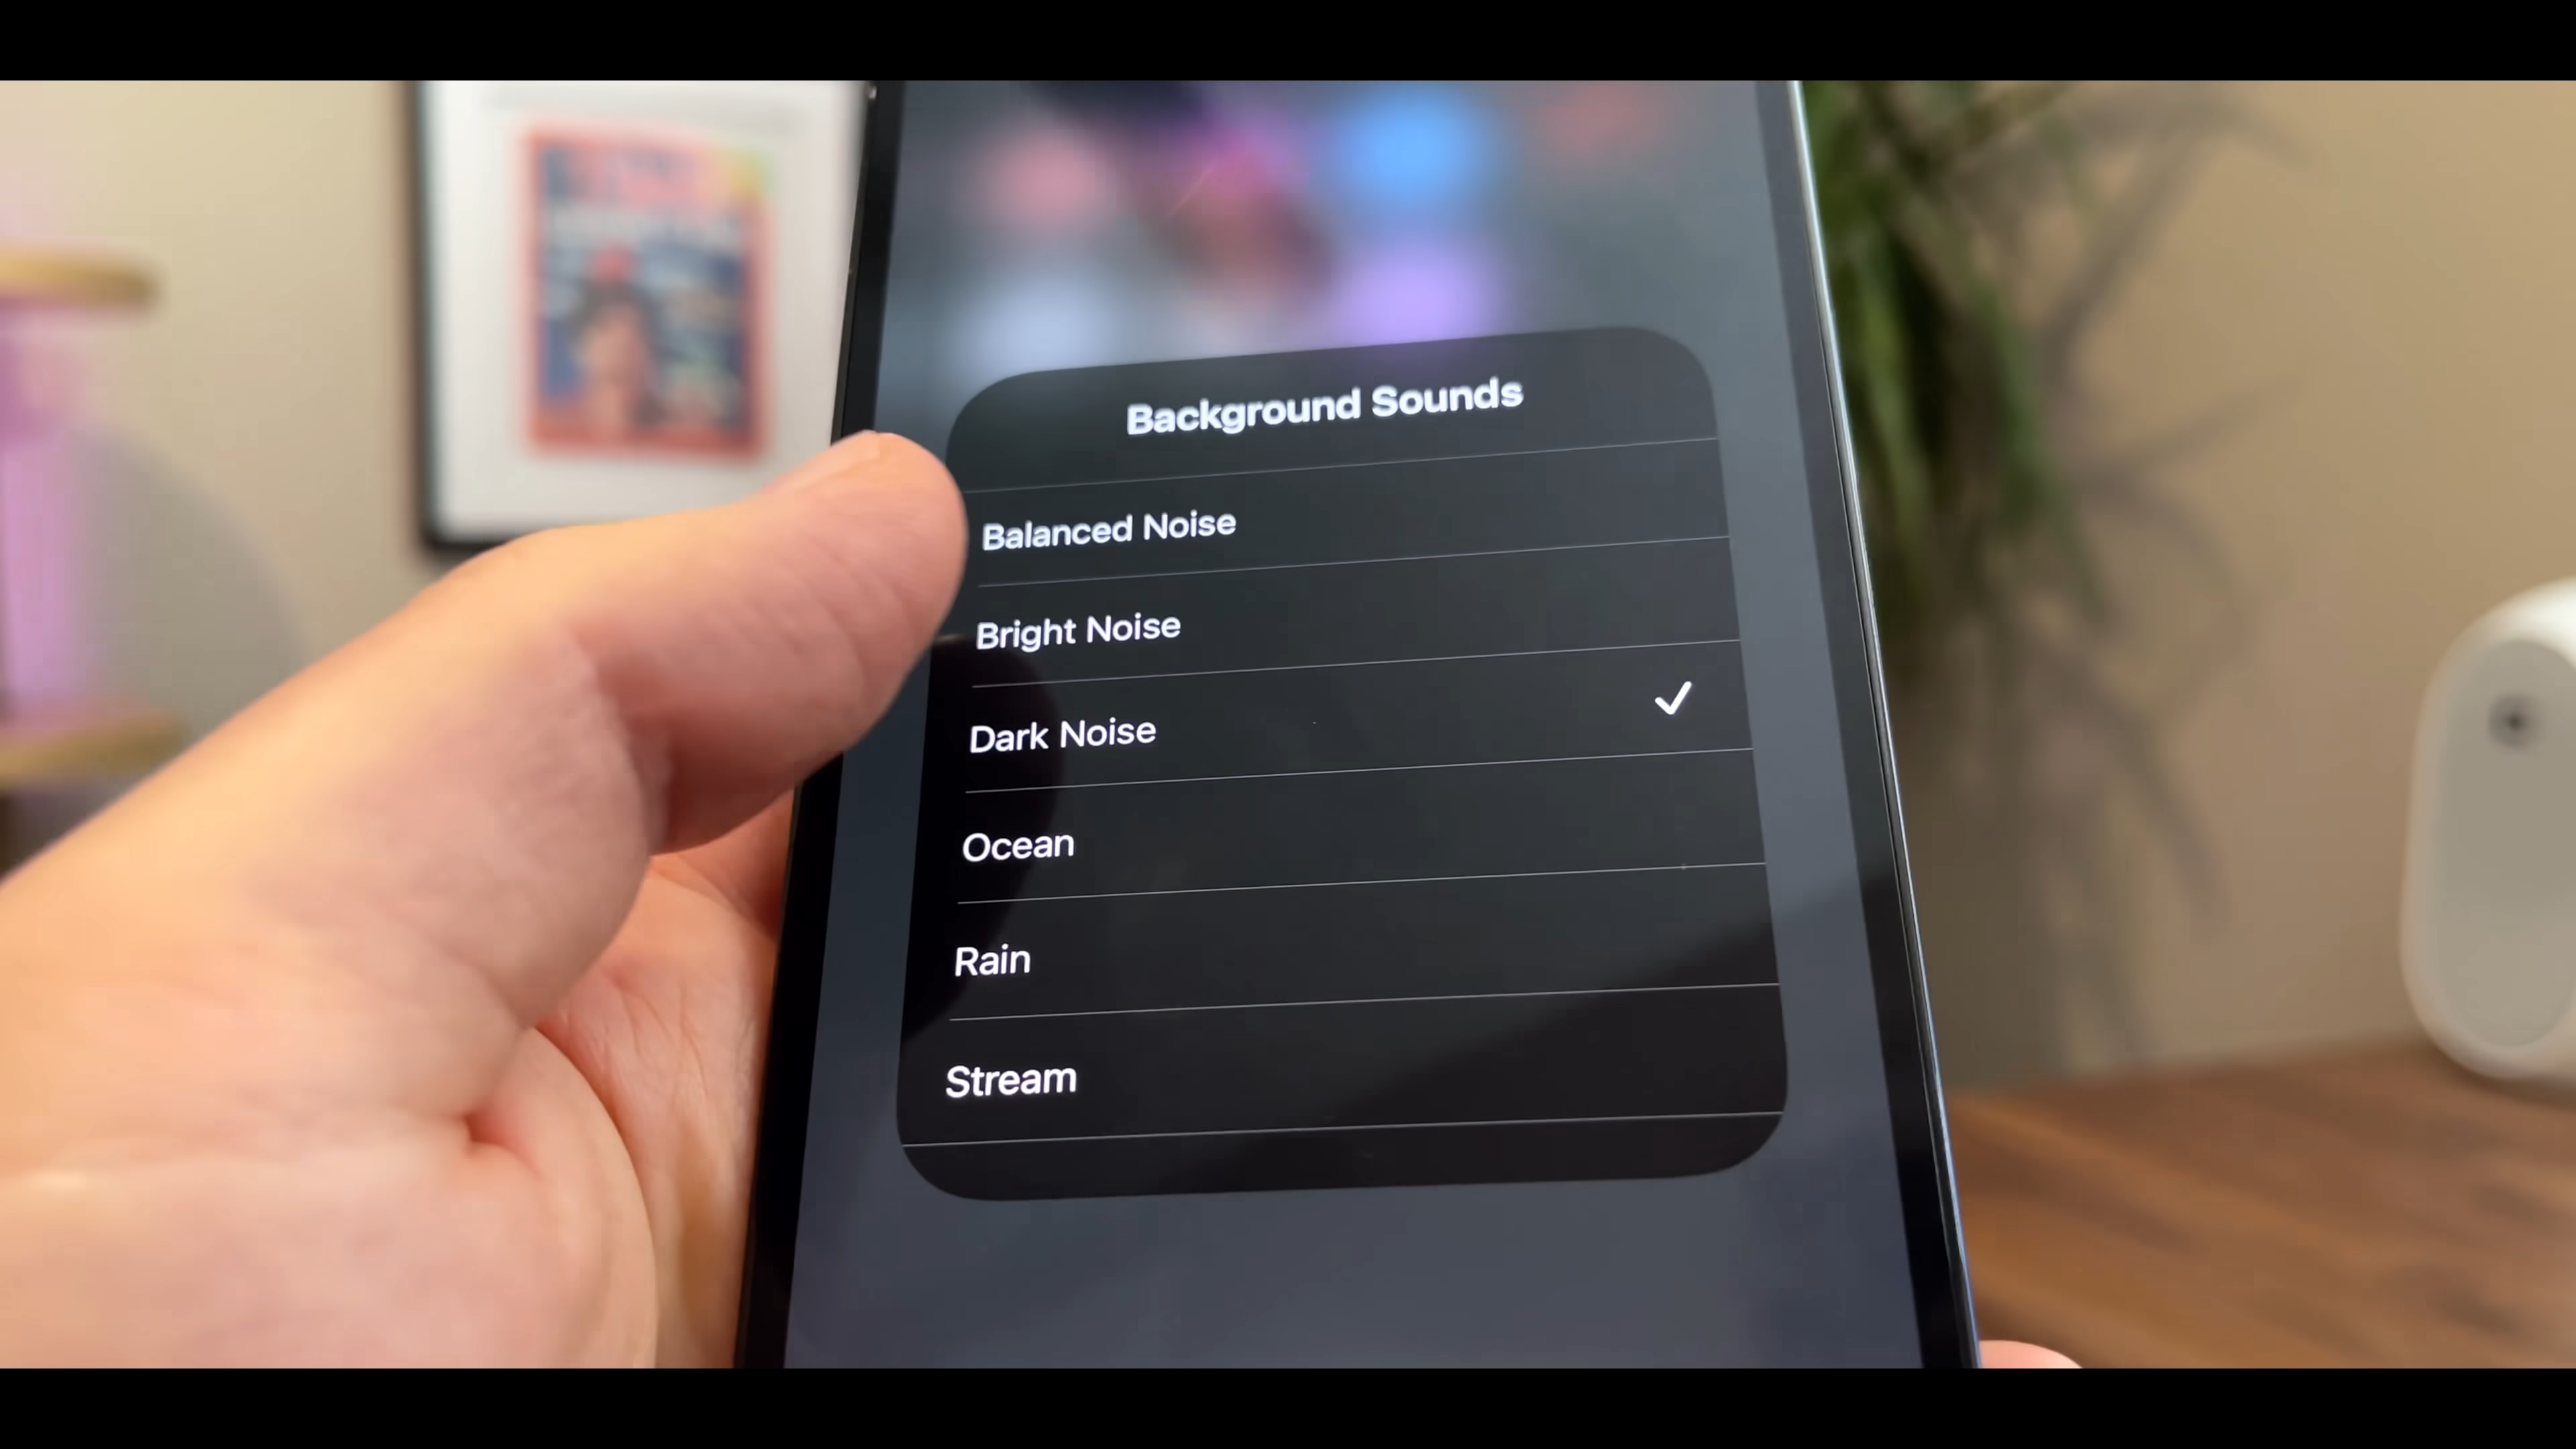 Background Sounds
Balanced Noise
Bright Noise
Dark Noise
Ocean
Rain
Stream